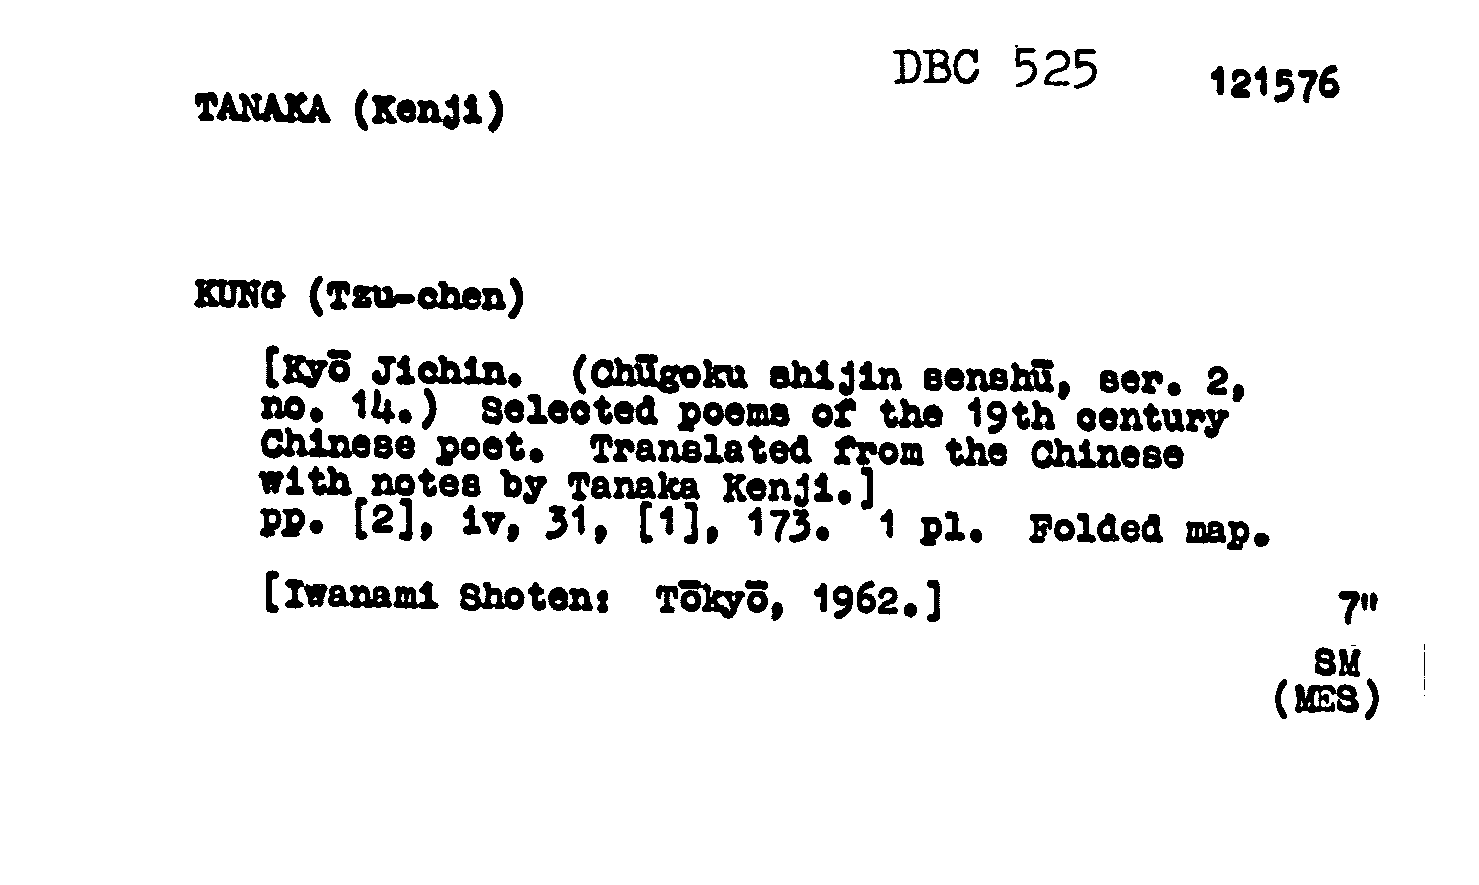 DBC 525 121576
TANAKA (Kenji)
KUNG (Tzu-chen)
[Kyō Jichin. (Chūgoku shijin senshū, ser. 2,
no. 14.) Selected poems of the 19th century
Chinese poet. Translated from the Chinese
with notes by Tanaka Kenji.]
pp. [2], iv, 31, [1], 173. 1 pl. Folded map.
[Iwanami Shoten: Tōkyō, 1962.]
7"
SM
(MES)